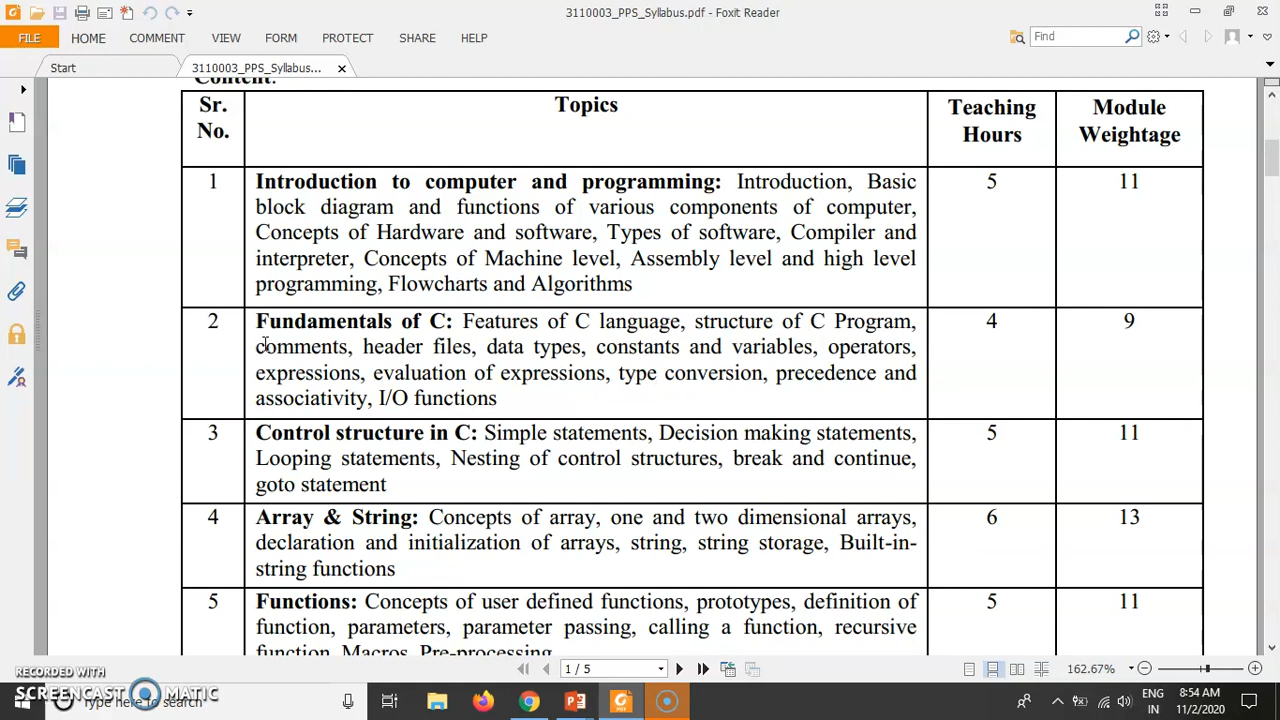 3110003_PPS_Syllabus.pdf - Foxit Reader
FILE HOME COMMENT VIEW FORM PROTECT SHARE HELP
Find
Start 3110003_PPS_Syllabus... x
Content:
Sr. No. Topics Teaching Hours Module Weightage
1 Introduction to computer and programming: Introduction, Basic 5 11
block diagram and functions of various components of computer,
Concepts of Hardware and software, Types of software, Compiler and
interpreter, Concepts of Machine level, Assembly level and high level
programming, Flowcharts and Algorithms
2 Fundamentals of C: Features of C language, structure of C Program, 4 9
comments, header files, data types, constants and variables, operators,
expressions, evaluation of expressions, type conversion, precedence and
associativity, I/O functions
3 Control structure in C: Simple statements, Decision making statements, 5 11
Looping statements, Nesting of control structures, break and continue,
goto statement
4 Array & String: Concepts of array, one and two dimensional arrays, 6 13
declaration and initialization of arrays, string, string storage, Built-in-
string functions
5 Functions: Concepts of user defined functions, prototypes, definition of 5 11
function, parameters, parameter passing, calling a function, recursive
function, Macros, Pre-processing
1 / 5 162.67%
RECORDED WITH
SCREENCAST MATIC
Type here to search
ENG
IN
8:54 AM
11/2/2020